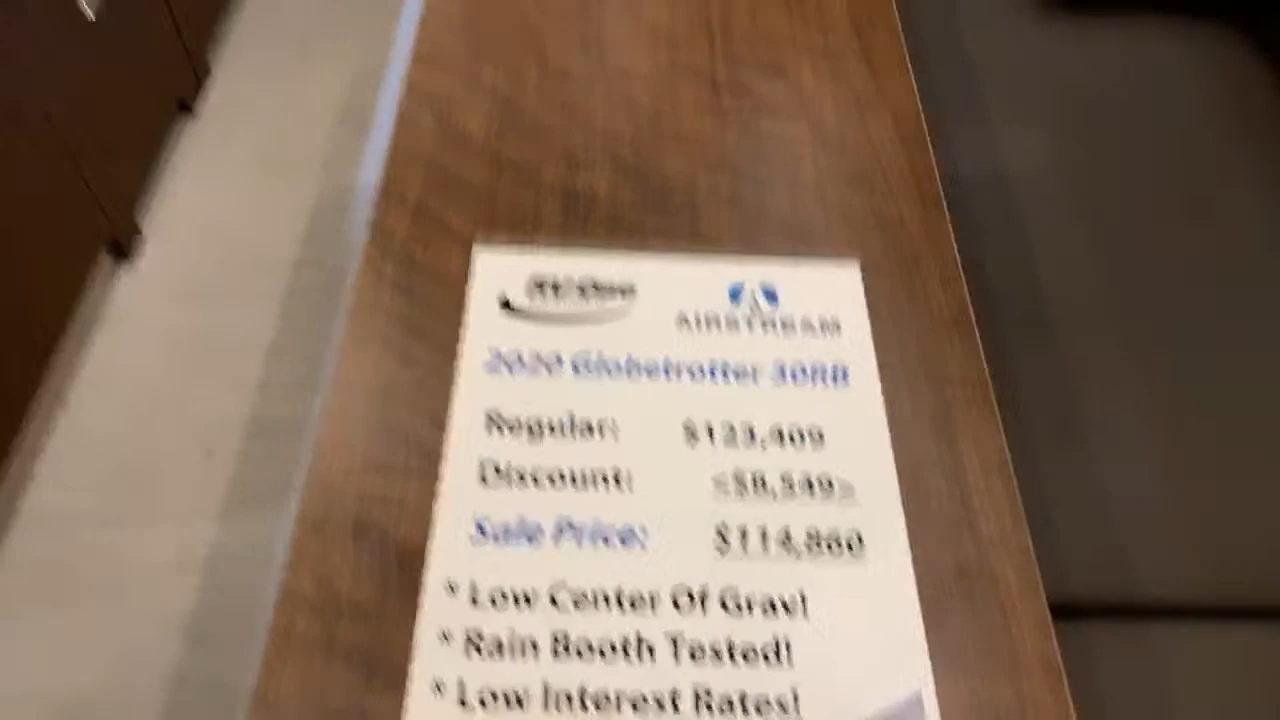 AIRSTREAM
2020 Globetrotter 30RB
Regular: $123,409
Discount: <$8,549>
Sale Price: $114,860
* Low Center Of Grav!
* Rain Booth Tested!
* Low Interest Rates!